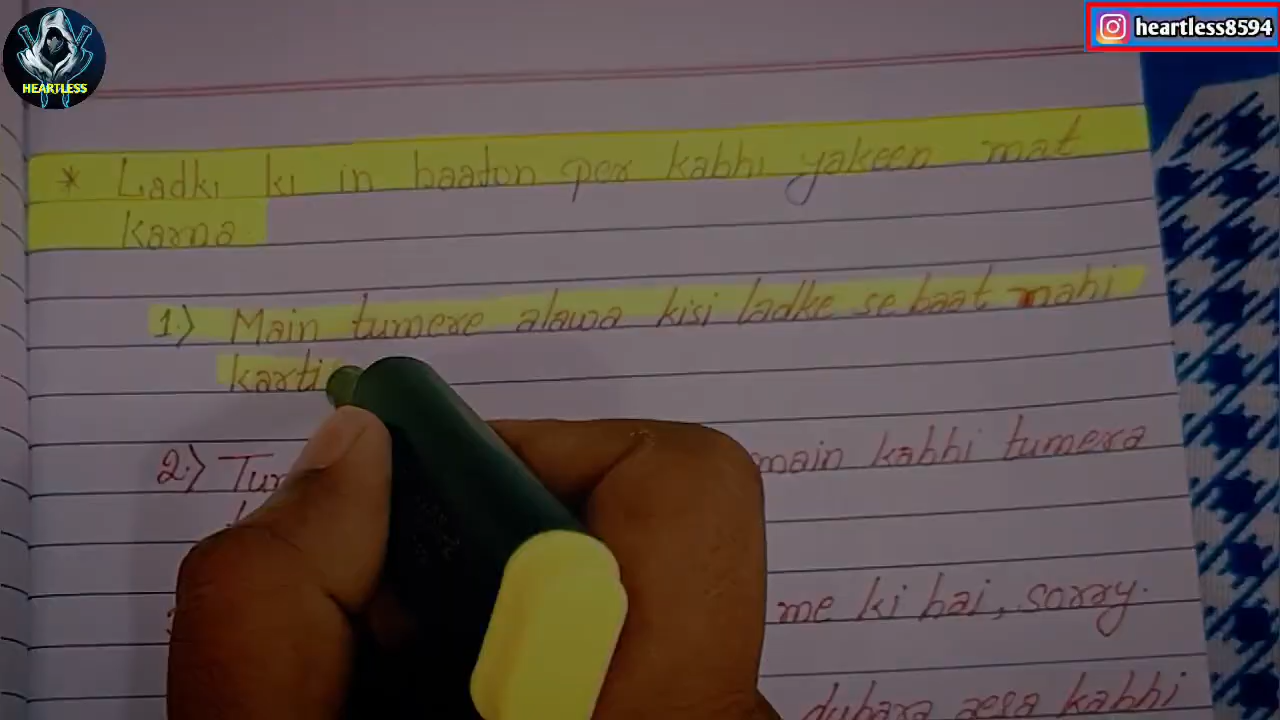 HEARTLESS
heartless8594
* Ladki ki in baaton per kabhi yakeen mat
karna
1.) Main tumere alawa kisi ladke se baat nahi
karti
2.) Tum main kabhi tumera
me ki hai, sorry.
dubara aesa kabhi